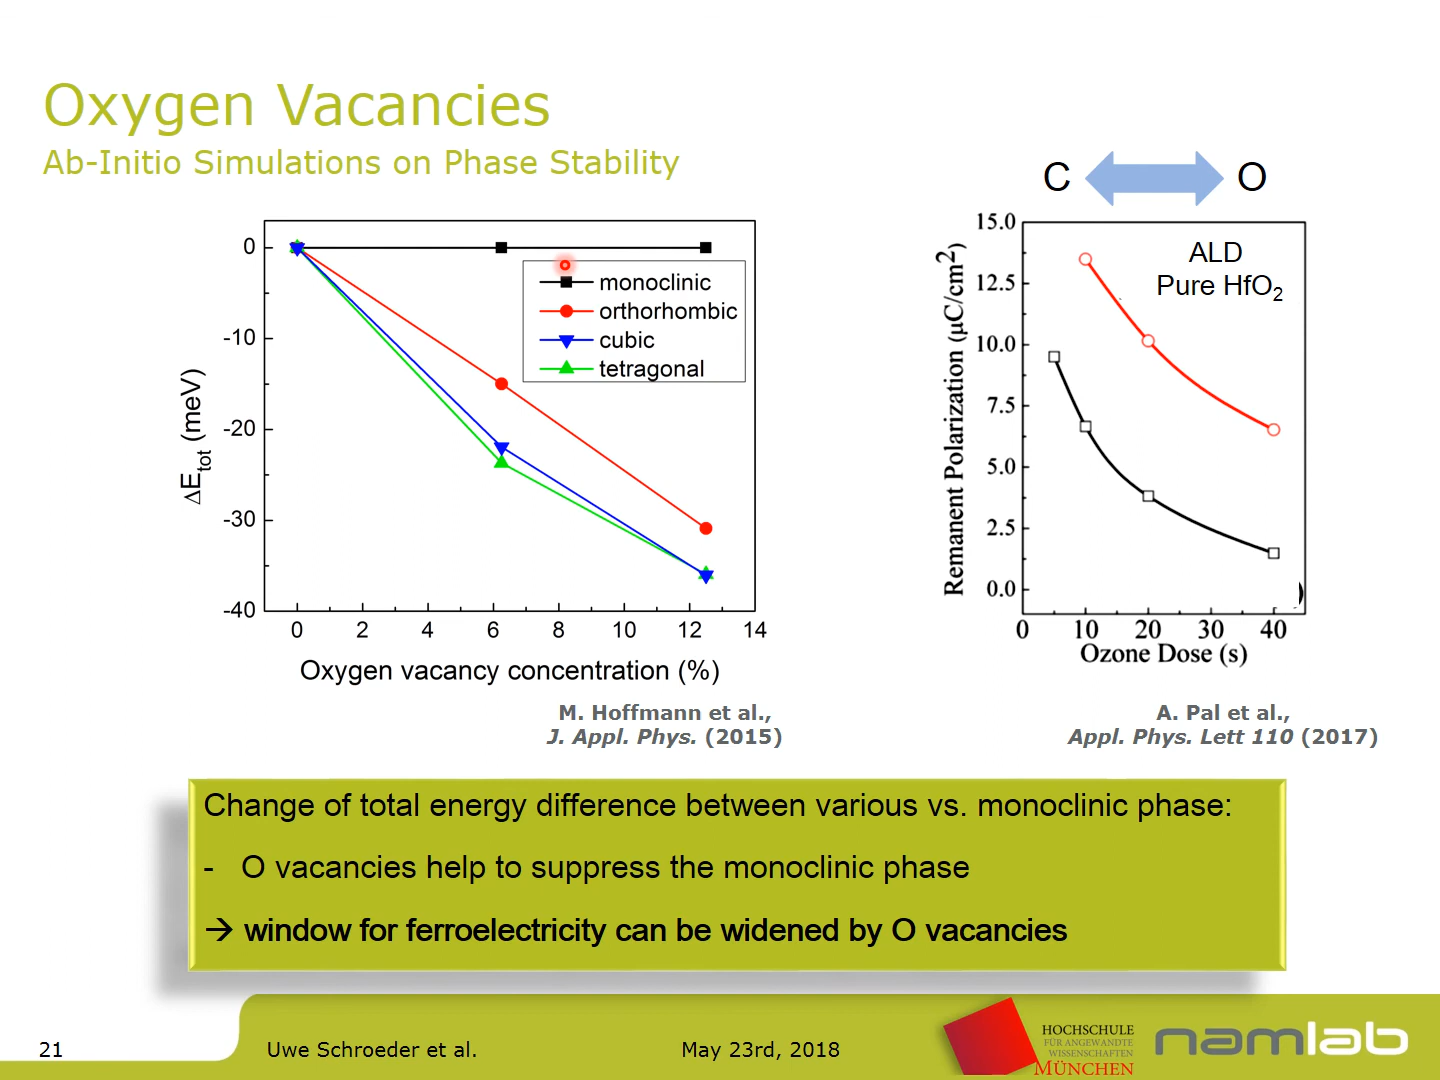 Oxygen Vacancies
Ab-Initio Simulations on Phase Stability
C O
0
-10
-20
-30
-40
ΔEtot (meV)
monoclinic
orthorhombic
cubic
tetragonal
0 2 4 6 8 10 12 14
Oxygen vacancy concentration (%)
M. Hoffmann et al.,
J. Appl. Phys. (2015)
15.0
12.5
10.0
7.5
5.0
2.5
0.0
Remanent Polarization (μC/cm²)
ALD
Pure HfO₂
)
0 10 20 30 40
Ozone Dose (s)
A. Pal et al.,
Appl. Phys. Lett 110 (2017)
Change of total energy difference between various vs. monoclinic phase:
- O vacancies help to suppress the monoclinic phase
→ window for ferroelectricity can be widened by O vacancies
21 Uwe Schroeder et al. May 23rd, 2018
HOCHSCHULE
FÜR ANGEWANDTE
WISSENSCHAFTEN
MÜNCHEN
namlab